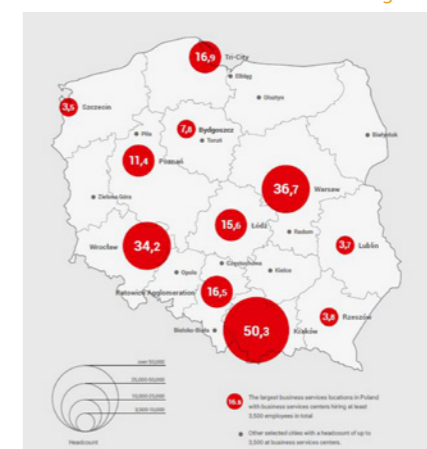 16,9 Tri-City
Elbląg
3,5 Szczecin
Olsztyn
7,8 Bydgoszcz
Piła
Toruń
Białystok
11,4 Poznań
36,7 Warsaw
Zielona Góra
15,6 Łódź
Radom
Wrocław 34,2
3,7 Lublin
Częstochowa
Opole
Kielce
Katowice Agglomeration 16,5
3,8 Rzeszów
Bielsko-Biała
50,3 Kraków
over 50,000
25,000-50,000
10,000-25,000
Headcount
16.5
The largest business services locations in Poland
with business services centers hiring at least
3,500 employees in total
Other selected cities with a headcount of up to
3,500 at business services centers.